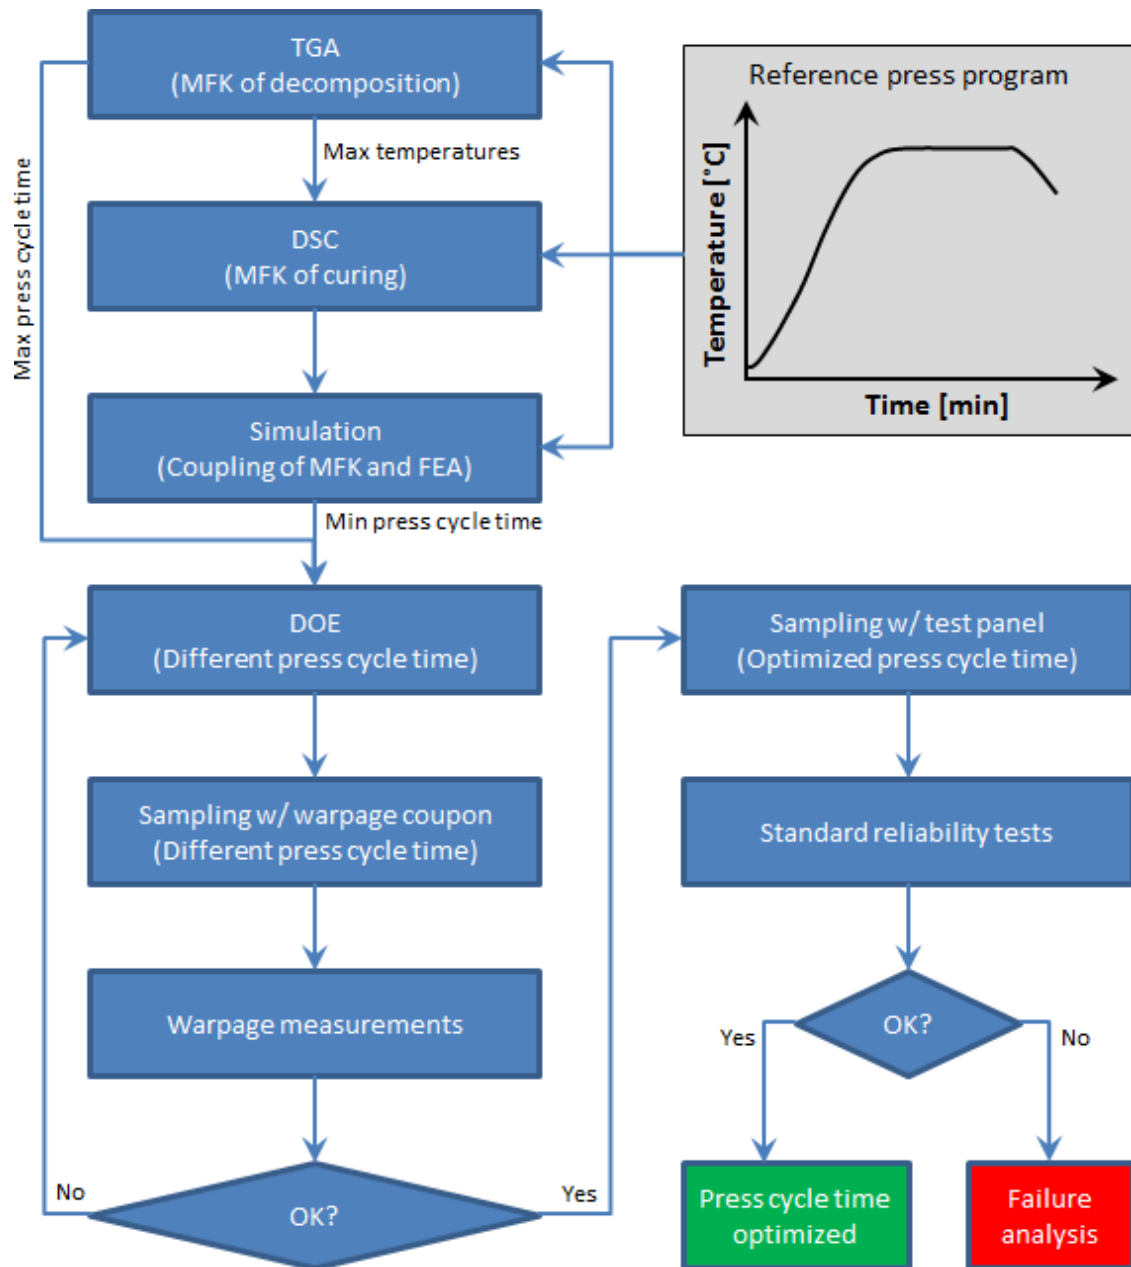 TGA
(MFK of decomposition)
Max temperatures
Max press cycle time
DSC
(MFK of curing)
Simulation
(Coupling of MFK and FEA)
Min press cycle time
Reference press program
Temperature [°C]
Time [min]
DOE
(Different press cycle time)
Sampling w/ warpage coupon
(Different press cycle time)
Warpage measurements
No
OK?
Yes
Sampling w/ test panel
(Optimized press cycle time)
Standard reliability tests
Yes
OK?
No
Press cycle time
optimized
Failure
analysis